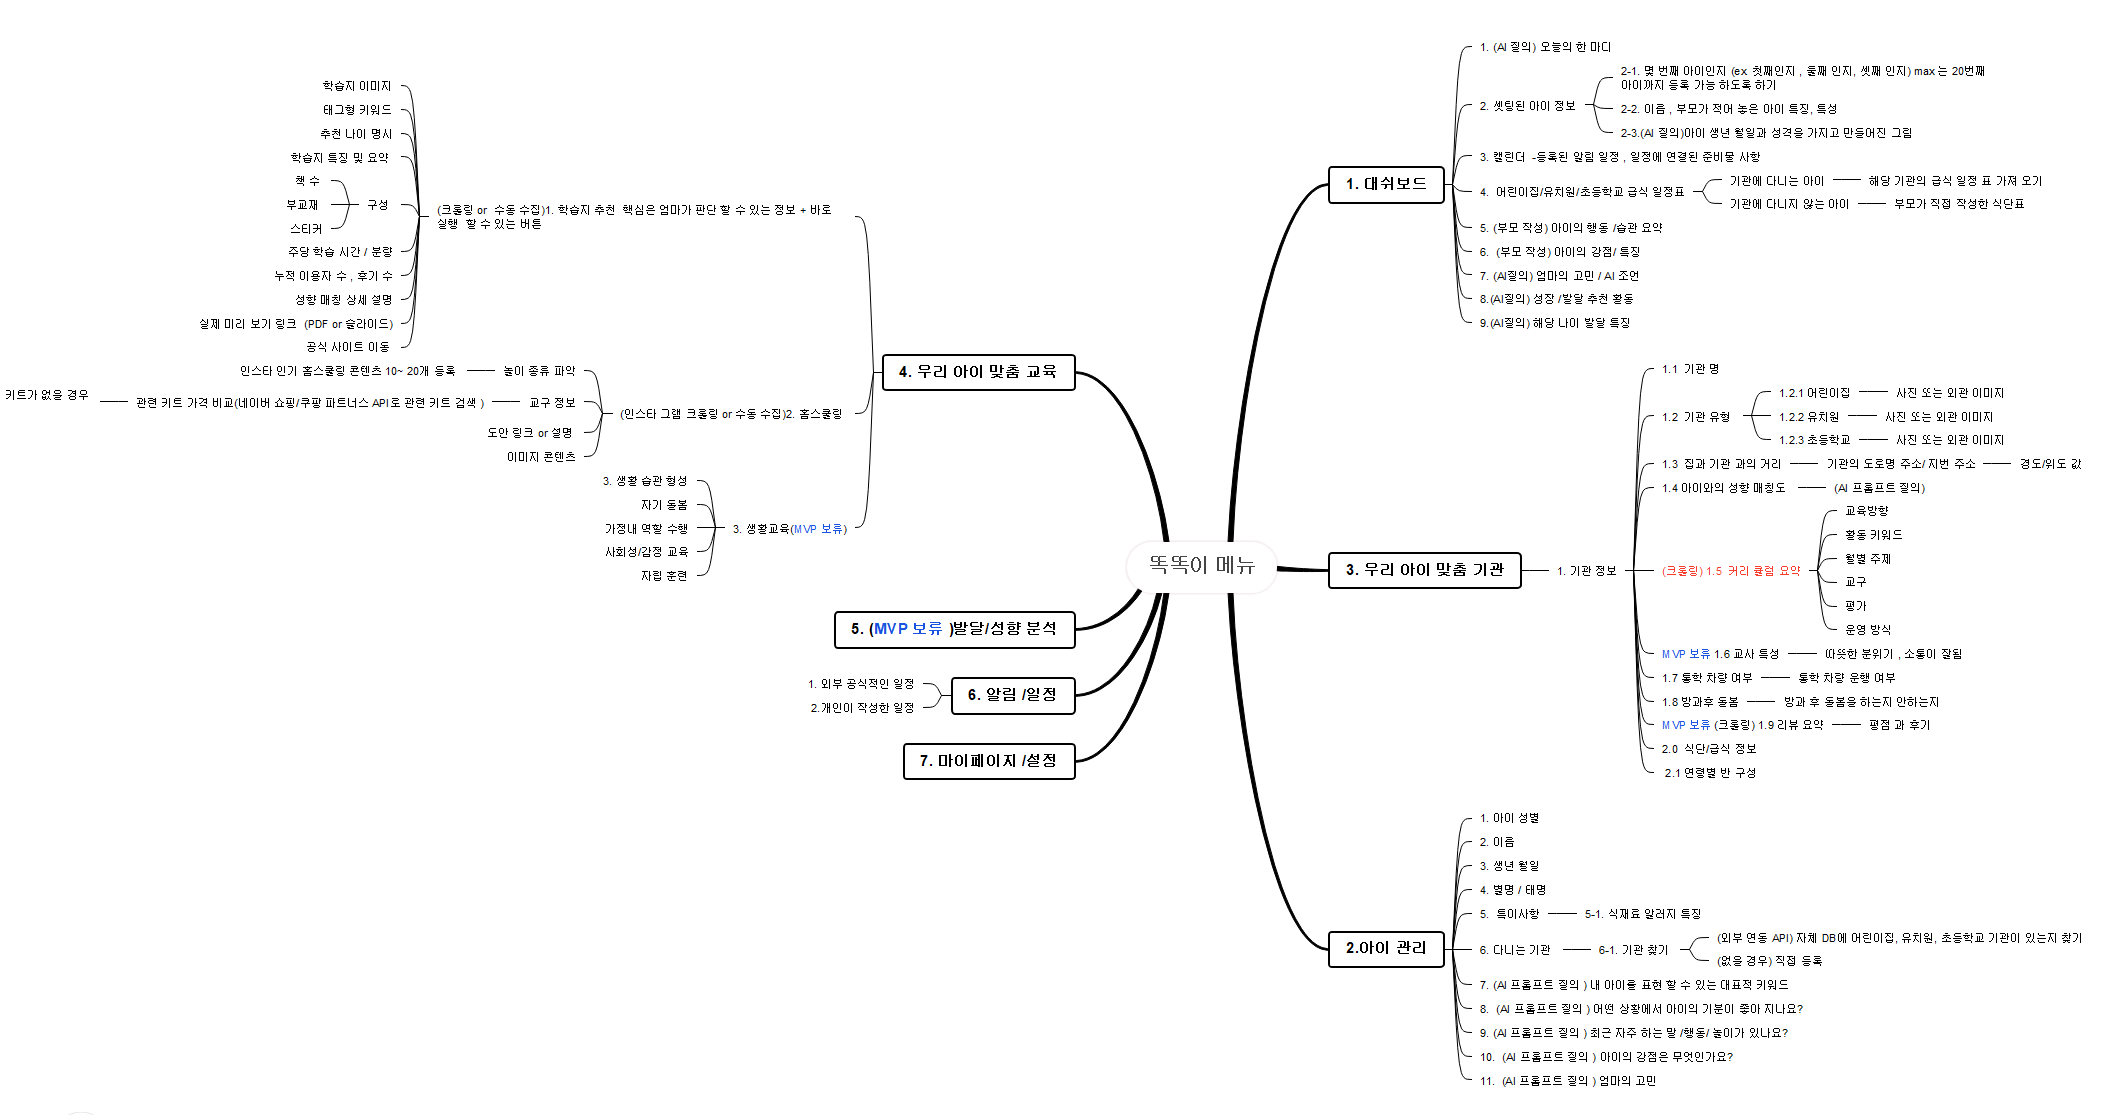 똑똑이 메뉴
1. 대쉬보드
1. (AI 질의) 오늘의 한 마디
2. 셋팅된 아이 정보
2-1. 몇 번째 아이인지 (ex 첫째인지 , 둘째 인지, 셋째 인지) max 는 20번째
아이까지 등록 가능 하도록 하기
2-2. 이름 , 부모가 적어 놓은 아이 특징, 특성
2-3.(AI 질의)아이 생년 월일과 성격을 가지고 만들어진 그림
3. 캘린더 -등록된 알림 일정 , 일정에 연결된 준비물 사항
4. 어린이집/유치원/초등학교 급식 일정표
기관에 다니는 아이
해당 기관의 급식 일정 표 가져 오기
기관에 다니지 않는 아이
부모가 직접 작성한 식단표
5. (부모 작성) 아이의 행동 /습관 요약
6. (부모 작성) 아이의 강점/ 특징
7. (AI질의) 엄마의 고민 / AI 조언
8.(AI질의) 성장 /발달 추천 활동
9.(AI질의) 해당 나이 발달 특징
3. 우리 아이 맞춤 기관
1. 기관 정보
1.1 기관 명
1.2 기관 유형
1.2.1 어린이집
사진 또는 외관 이미지
1.2.2 유치원
사진 또는 외관 이미지
1.2.3 초등학교
사진 또는 외관 이미지
1.3 집과 기관 과의 거리
기관의 도로명 주소/ 지번 주소
경도/위도 값
1.4 아이와의 성향 매칭도
(AI 프롬프트 질의)
(크롤링) 1.5 커리 큘럼 요약
교육방향
활동 키워드
월별 주제
교구
평가
운영 방식
MVP 보류 1.6 교사 특성
따뜻한 분위기 , 소통이 잘됨
1.7 통학 차량 여부
통학 차량 운행 여부
1.8 방과후 돌봄
방과 후 돌봄을 하는지 안하는지
MVP 보류 (크롤링) 1.9 리뷰 요약
평점 과 후기
2.0 식단/급식 정보
2.1 연령별 반 구성
2.아이 관리
1. 아이 성별
2. 이름
3. 생년 월일
4. 별명 / 태명
5. 특이사항
5-1. 식재료 알러지 특징
6. 다니는 기관
6-1. 기관 찾기
(외부 연동 API) 자체 DB에 어린이집, 유치원, 초등학교 기관이 있는지 찾기
(없을 경우) 직접 등록
7. (AI 프롬프트 질의 ) 내 아이를 표현 할 수 있는 대표적 키워드
8. (AI 프롬프트 질의 ) 어떤 상황에서 아이의 기분이 좋아 지나요?
9. (AI 프롬프트 질의 ) 최근 자주 하는 말 /행동/ 놀이가 있나요?
10. (AI 프롬프트 질의 ) 아이의 강점은 무엇인가요?
11. (AI 프롬프트 질의 ) 엄마의 고민
4. 우리 아이 맞춤 교육
(크롤링 or 수동 수집)1. 학습지 추천 핵심은 엄마가 판단 할 수 있는 정보 + 바로
실행 할 수 있는 버튼
학습지 이미지
태그형 키워드
추천 나이 명시
학습지 특징 및 요약
구성
책 수
부교재
스티커
주당 학습 시간 / 분량
누적 이용자 수 , 후기 수
성향 매칭 상세 설명
실제 미리 보기 링크 (PDF or 슬라이드)
공식 사이트 이동
(인스타 그램 크롤링 or 수동 수집)2. 홈스쿨링
놀이 종류 파악
인스타 인기 홈스쿨링 콘텐츠 10~ 20개 등록
교구 정보
관련 키트 가격 비교(네이버 쇼핑/쿠팡 파트너스 API로 관련 키트 검색 )
키트가 없을 경우
도안 링크 or 설명
이미지 콘텐츠
3. 생활교육(MVP 보류)
3. 생활 습관 형성
자기 돌봄
가정내 역할 수행
사회성/감정 교육
자립 훈련
5. (MVP 보류 )발달/성향 분석
6. 알림 /일정
1. 외부 공식적인 일정
2.개인이 작성한 일정
7. 마이페이지 /설정